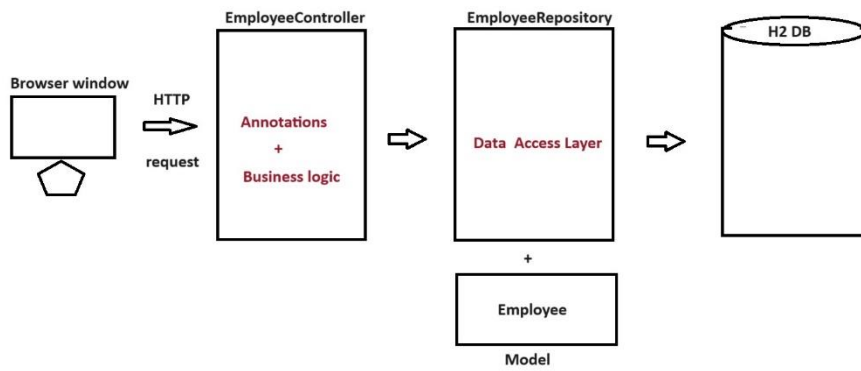 EmployeeController
EmployeeRepository
H2 DB
Browser window
HTTP
request
Annotations
+
Business logic
Data Access Layer
+
Employee
Model